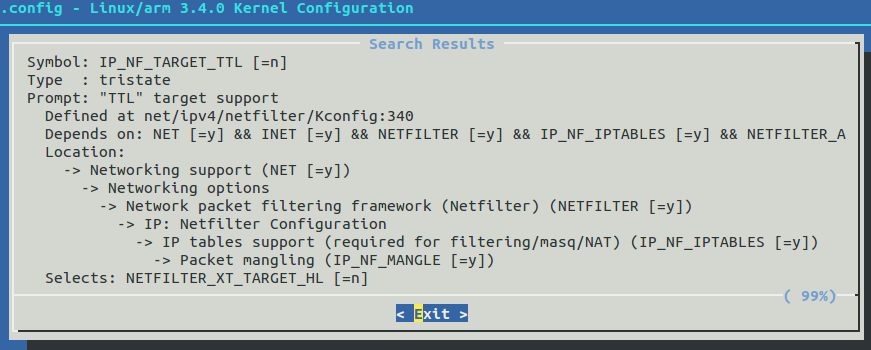 .config - Linux/arm 3.4.0 Kernel Configuration
Search Results
Symbol: IP_NF_TARGET_TTL [=n]
Type  : tristate
Prompt: "TTL" target support
Defined at net/ipv4/netfilter/Kconfig:340
Depends on: NET [=y] && INET [=y] && NETFILTER [=y] && IP_NF_IPTABLES [=y] && NETFILTER_A
Location:
-> Networking support (NET [=y])
-> Networking options
-> Network packet filtering framework (Netfilter) (NETFILTER [=y])
-> IP: Netfilter Configuration
-> IP tables support (required for filtering/masq/NAT) (IP_NF_IPTABLES [=y])
-> Packet mangling (IP_NF_MANGLE [=y])
Selects: NETFILTER_XT_TARGET_HL [=n]
( 99%)
< Exit >